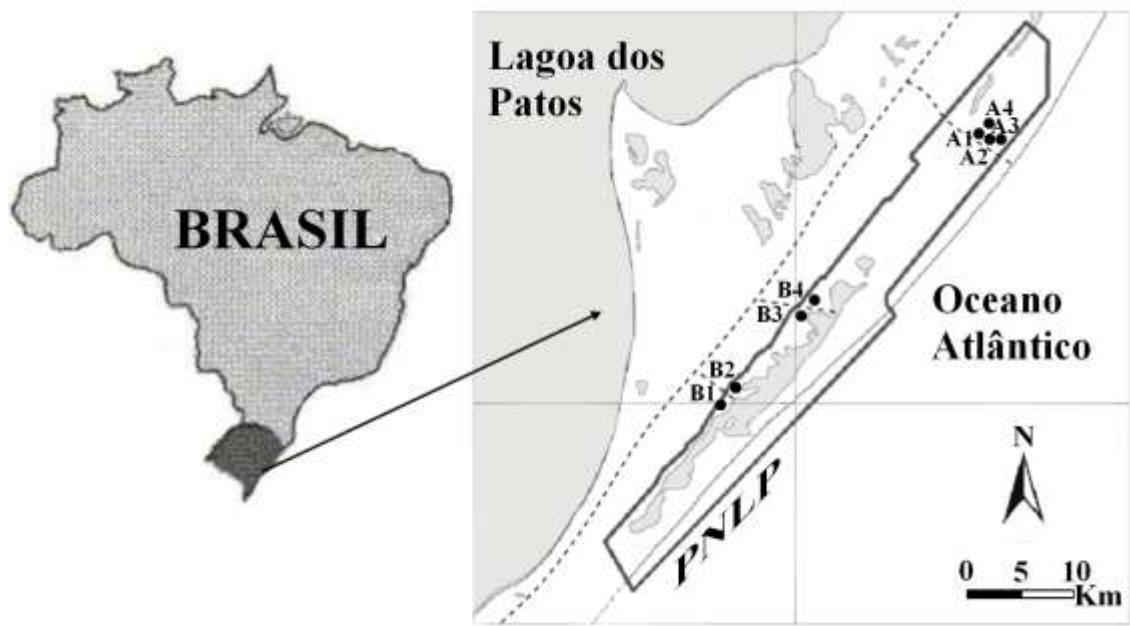 BRASIL
Lagoa dos
Patos
A4
A1
A3
A2
B4
B3
B2
B1
Oceano
Atlântico
PNLP
N
0 5 10
Km